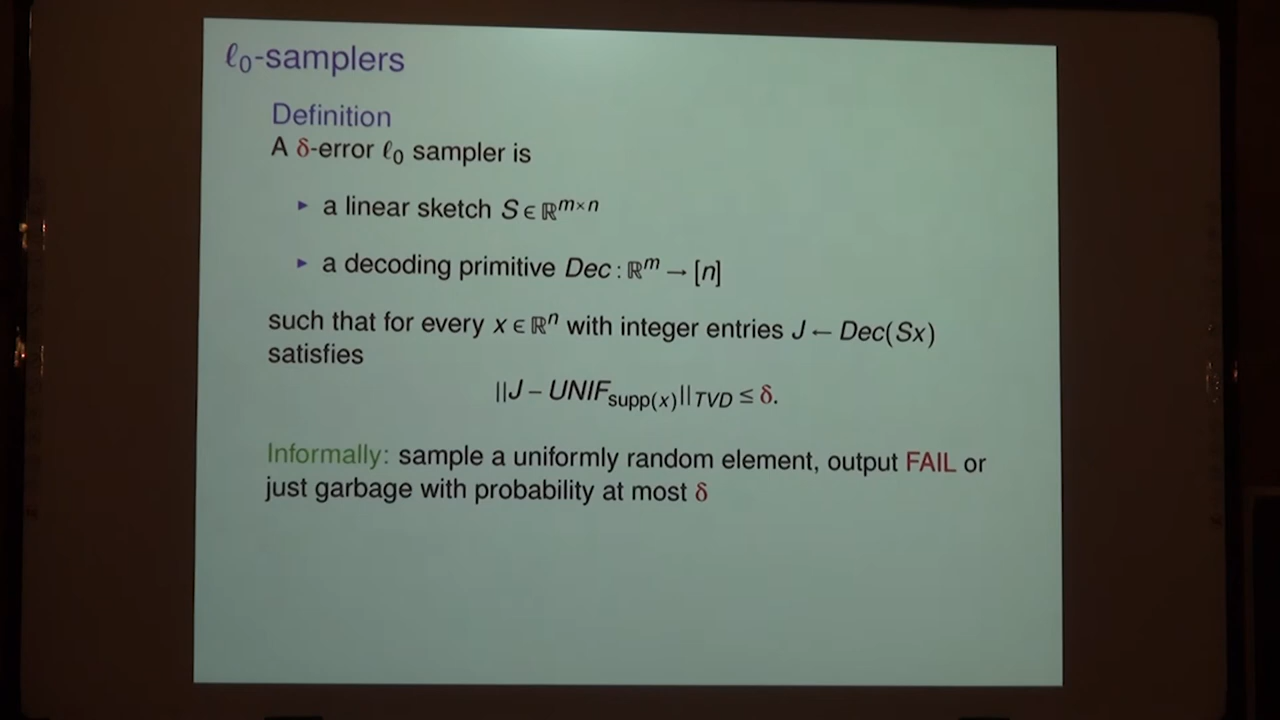 ℓ₀-samplers
Definition
A δ-error ℓ₀ sampler is
▸ a linear sketch S ∈ ℝ^{m×n}
▸ a decoding primitive Dec : ℝ^m → [n]
such that for every x ∈ ℝ^n with integer entries J ← Dec(Sx)
satisfies
||J − UNIF_{supp(x)}||_{TVD} ≤ δ.
Informally: sample a uniformly random element, output FAIL or
just garbage with probability at most δ